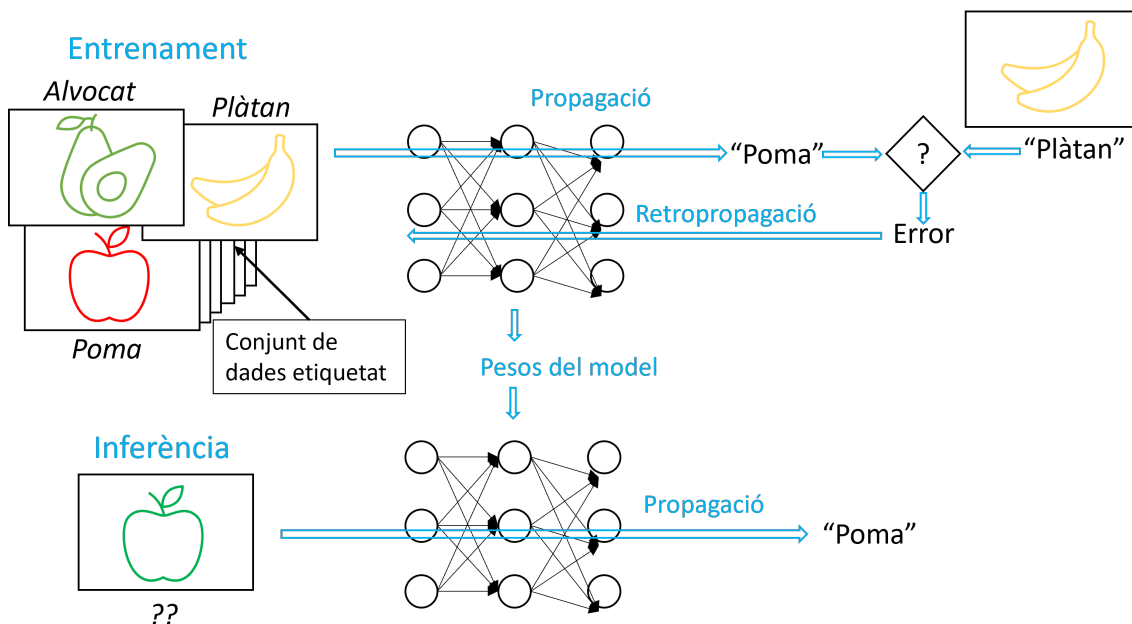 Entrenament
Alvocat
Plàtan
Poma
Conjunt de
dades etiquetat
Propagació
“Poma”
?
“Plàtan”
Retropropagació
Error
Pesos del model
Inferència
??
Propagació
“Poma”